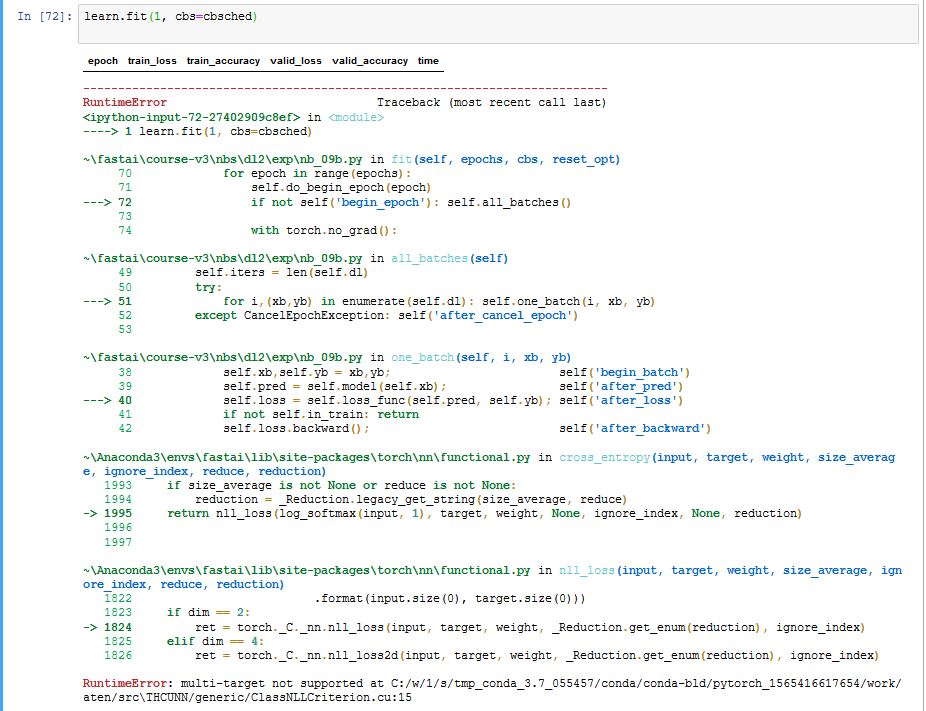 In [72]: learn.fit(1, cbs=cbsched)
epoch train_loss train_accuracy valid_loss valid_accuracy time
---------------------------------------------------------------------------
RuntimeError                              Traceback (most recent call last)
<ipython-input-72-27402909c8ef> in <module>
----> 1 learn.fit(1, cbs=cbsched)
~\fastai\course-v3\nbs\dl2\exp\nb_09b.py in fit(self, epochs, cbs, reset_opt)
     70             for epoch in range(epochs):
     71                 self.do_begin_epoch(epoch)
---> 72                 if not self('begin_epoch'): self.all_batches()
     73
     74                 with torch.no_grad():
~\fastai\course-v3\nbs\dl2\exp\nb_09b.py in all_batches(self)
     49         self.iters = len(self.dl)
     50         try:
---> 51             for i,(xb,yb) in enumerate(self.dl): self.one_batch(i, xb, yb)
     52         except CancelEpochException: self('after_cancel_epoch')
     53
~\fastai\course-v3\nbs\dl2\exp\nb_09b.py in one_batch(self, i, xb, yb)
     38             self.xb,self.yb = xb,yb;                        self('begin_batch')
     39             self.pred = self.model(self.xb);                self('after_pred')
---> 40             self.loss = self.loss_func(self.pred, self.yb); self('after_loss')
     41             if not self.in_train: return
     42             self.loss.backward();                           self('after_backward')
~\Anaconda3\envs\fastai\lib\site-packages\torch\nn\functional.py in cross_entropy(input, target, weight, size_averag
e, ignore_index, reduce, reduction)
   1993     if size_average is not None or reduce is not None:
   1994         reduction = _Reduction.legacy_get_string(size_average, reduce)
-> 1995     return nll_loss(log_softmax(input, 1), target, weight, None, ignore_index, None, reduction)
   1996
   1997
~\Anaconda3\envs\fastai\lib\site-packages\torch\nn\functional.py in nll_loss(input, target, weight, size_average, ign
ore_index, reduce, reduction)
   1822                          .format(input.size(0), target.size(0)))
   1823     if dim == 2:
-> 1824         ret = torch._C._nn.nll_loss(input, target, weight, _Reduction.get_enum(reduction), ignore_index)
   1825     elif dim == 4:
   1826         ret = torch._C._nn.nll_loss2d(input, target, weight, _Reduction.get_enum(reduction), ignore_index)
RuntimeError: multi-target not supported at C:/w/1/s/tmp_conda_3.7_055457/conda/conda-bld/pytorch_1565416617654/work/
aten/src\THCUNN/generic/ClassNLLCriterion.cu:15